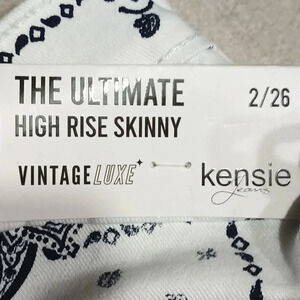 THE ULTIMATE 2/26
HIGH RISE SKINNY
VINTAGE LUXE kensie
jeans